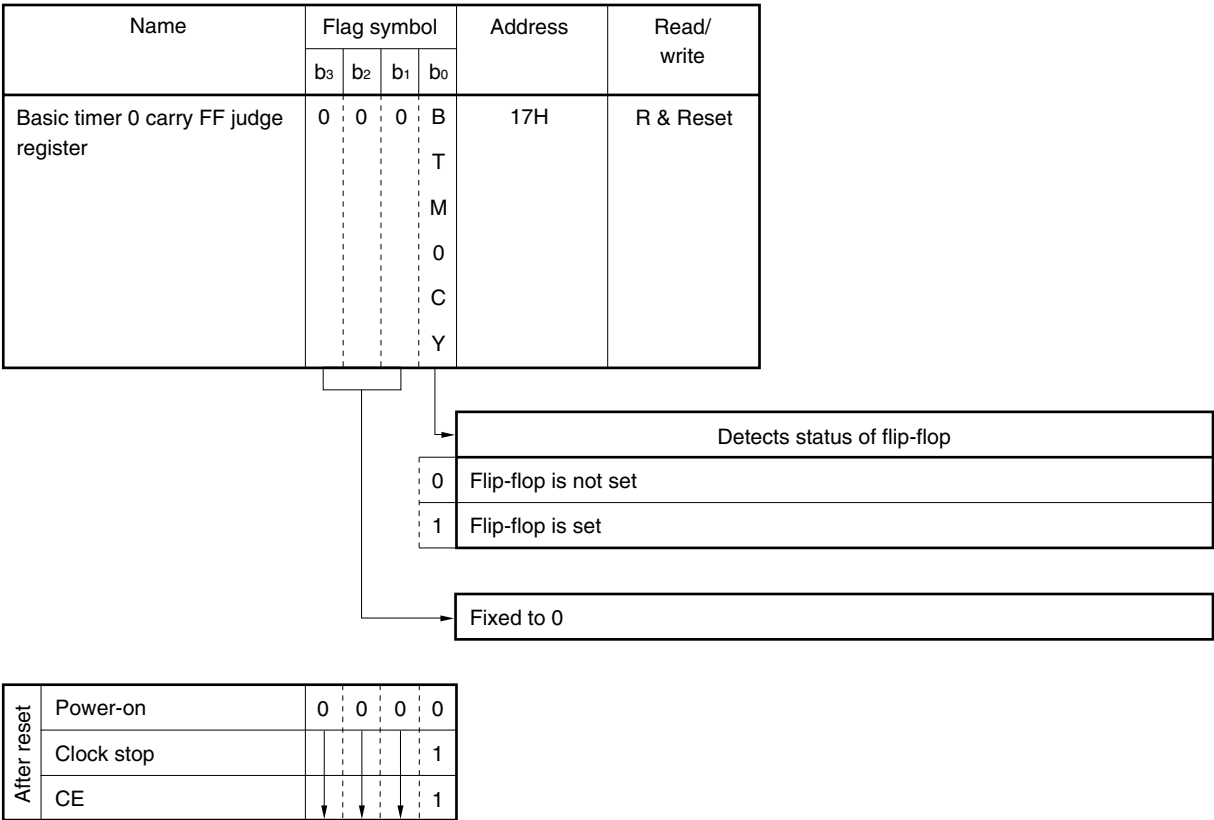 Name Flag symbol Address Read/
write
b3 b2 b1 b0
Basic timer 0 carry FF judge 0 0 0 B 17H R & Reset
register
T
M
0
C
Y
Detects status of flip-flop
0 Flip-flop is not set
1 Flip-flop is set
Fixed to 0
After reset
Power-on 0 0 0 0
Clock stop 1
CE 1